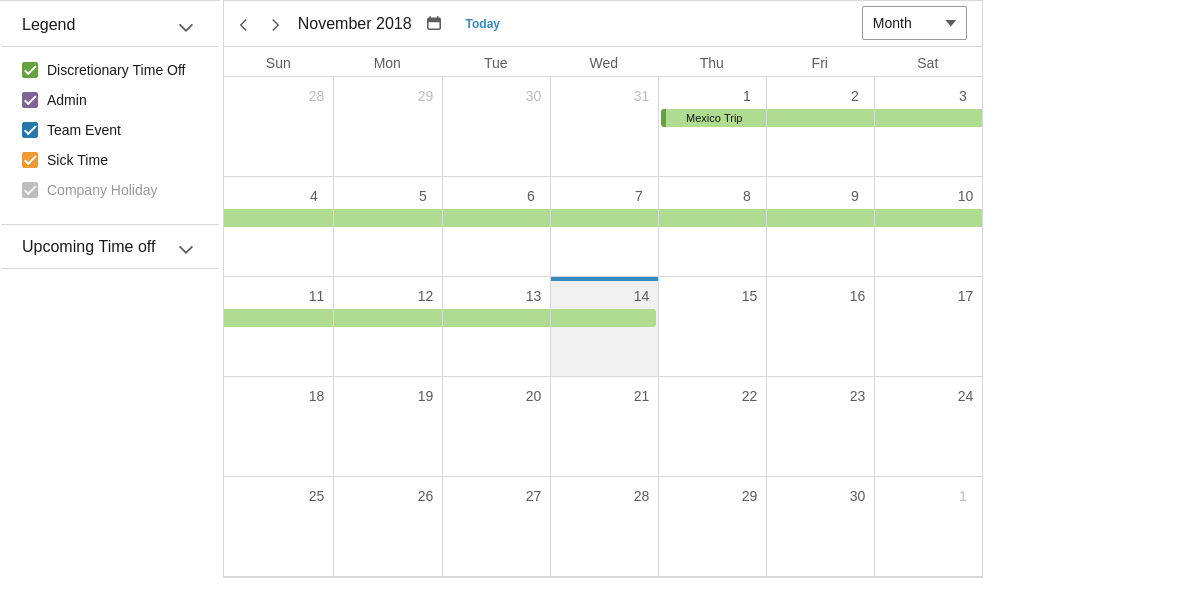 Legend
Discretionary Time Off
Admin
Team Event
Sick Time
Company Holiday
Upcoming Time off
November 2018 Today Month
Sun Mon Tue Wed Thu Fri Sat
28 29 30 31 1 2 3
Mexico Trip
4 5 6 7 8 9 10
11 12 13 14 15 16 17
18 19 20 21 22 23 24
25 26 27 28 29 30 1